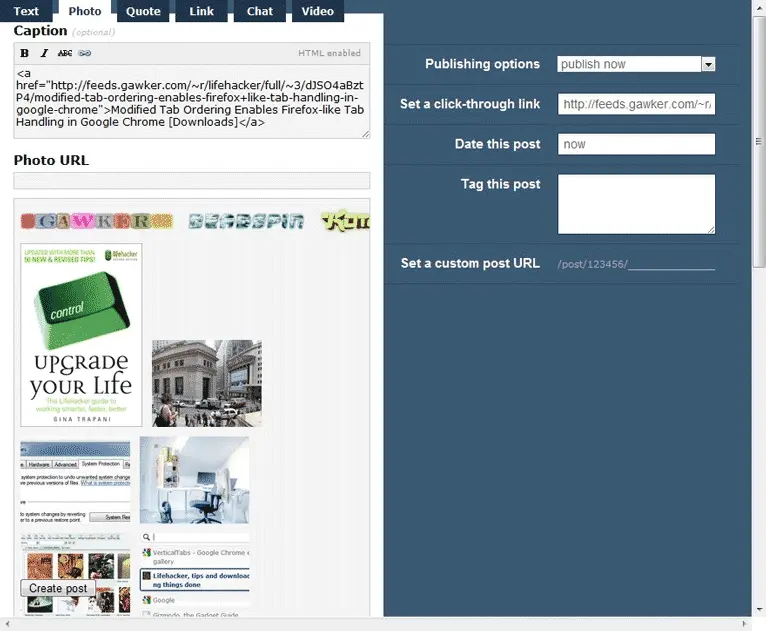 Text Photo Quote Link Chat Video
Caption (optional)
B I ABC HTML enabled
<a
href="http://feeds.gawker.com/~r/lifehacker/full/~3/dJSO4aBzt
P4/modified-tab-ordering-enables-firefox+like-tab-handling-in-
google-chrome">Modified Tab Ordering Enables Firefox-like Tab
Handling in Google Chrome [Downloads]</a>
Photo URL
GAWKER DEADSPIN
UPDATED WITH MORE THAN
50 NEW & REVISED TIPS!
lifehacker
control
UPGRADE
YOUR LIFE
The Lifehacker guide to
working smarter, faster, better
GINA TRAPANI
Hardware Advanced System Protection
system protection to undo unwanted system change
ve previous versions of files. What is system protectio
do system changes by reverting
er to a previous restore point.
System Res
VerticalTabs - Google Chrome e
gallery
Lifehacker, tips and downloac
ng things done
Google
Gizmodo, the Gadget Guide
Create post
Publishing options publish now
Set a click-through link http://feeds.gawker.com/~r/
Date this post now
Tag this post
Set a custom post URL /post/123456/